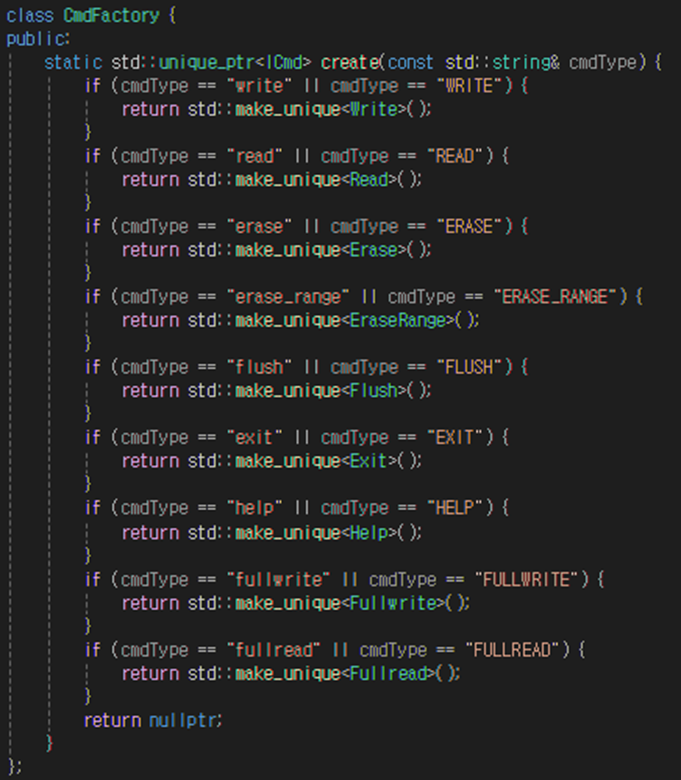 class CmdFactory {
public:
    static std::unique_ptr<ICmd> create(const std::string& cmdType) {
        if (cmdType == "write" || cmdType == "WRITE") {
            return std::make_unique<Write>();
        }
        if (cmdType == "read" || cmdType == "READ") {
            return std::make_unique<Read>();
        }
        if (cmdType == "erase" || cmdType == "ERASE") {
            return std::make_unique<Erase>();
        }
        if (cmdType == "erase_range" || cmdType == "ERASE_RANGE") {
            return std::make_unique<EraseRange>();
        }
        if (cmdType == "flush" || cmdType == "FLUSH") {
            return std::make_unique<Flush>();
        }
        if (cmdType == "exit" || cmdType == "EXIT") {
            return std::make_unique<Exit>();
        }
        if (cmdType == "help" || cmdType == "HELP") {
            return std::make_unique<Help>();
        }
        if (cmdType == "fullwrite" || cmdType == "FULLWRITE") {
            return std::make_unique<Fullwrite>();
        }
        if (cmdType == "fullread" || cmdType == "FULLREAD") {
            return std::make_unique<Fullread>();
        }
        return nullptr;
    }
};